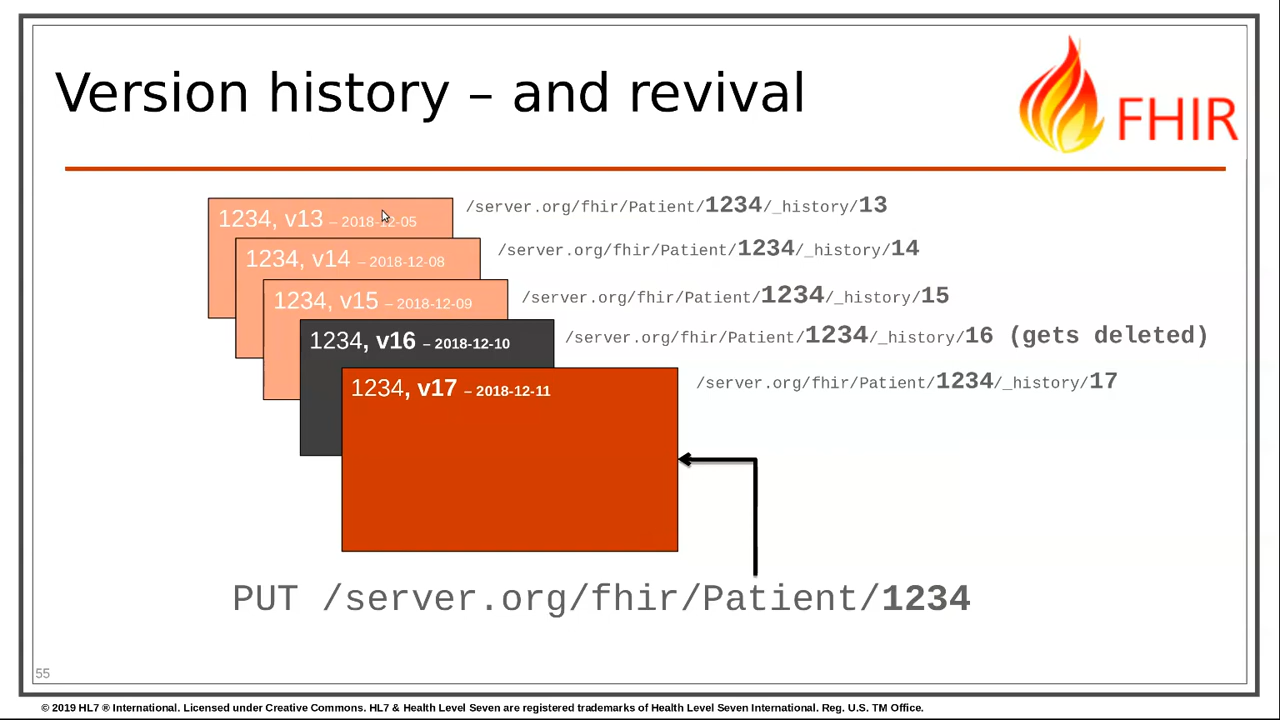 Version history – and revival
FHIR
1234, v13 – 2018-12-05
/server.org/fhir/Patient/1234/_history/13
1234, v14 – 2018-12-08
/server.org/fhir/Patient/1234/_history/14
1234, v15 – 2018-12-09
/server.org/fhir/Patient/1234/_history/15
1234, v16 – 2018-12-10
/server.org/fhir/Patient/1234/_history/16 (gets deleted)
1234, v17 – 2018-12-11
/server.org/fhir/Patient/1234/_history/17
PUT /server.org/fhir/Patient/1234
55
© 2019 HL7 ® International. Licensed under Creative Commons. HL7 & Health Level Seven are registered trademarks of Health Level Seven International. Reg. U.S. TM Office.